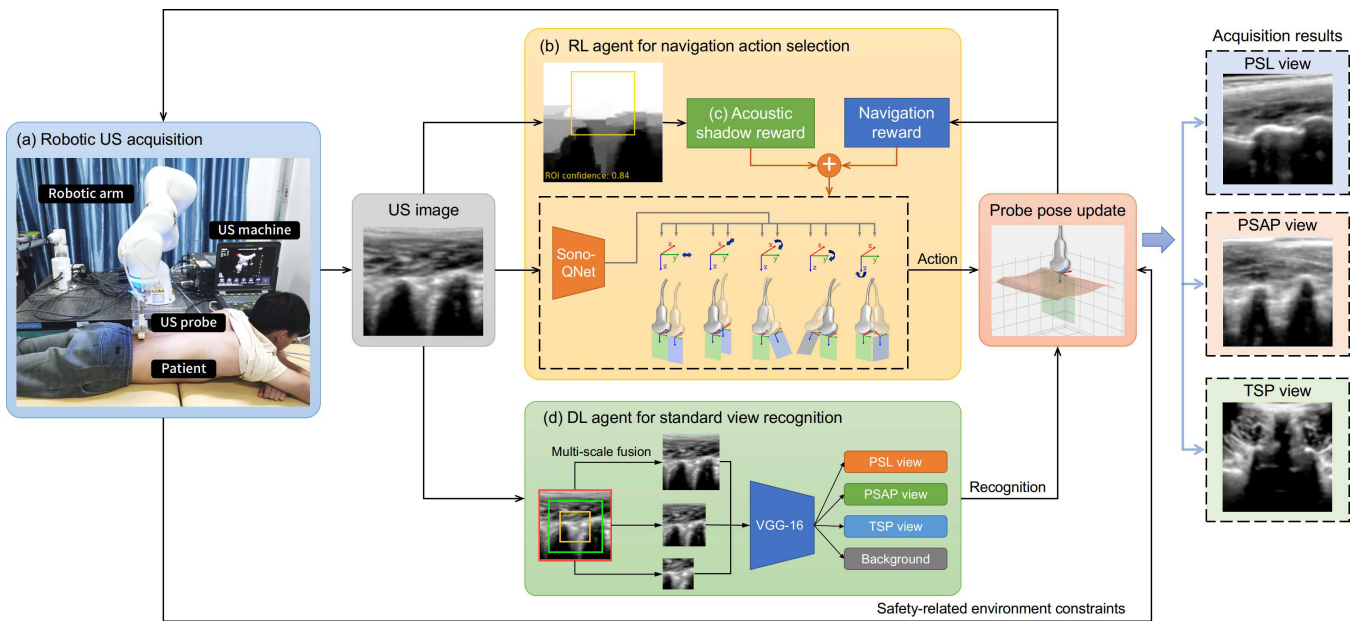 (a) Robotic US acquisition
Robotic arm
US machine
US probe
Patient
US image
(b) RL agent for navigation action selection
ROI confidence: 0.84
(c) Acoustic
shadow reward
Navigation
reward
+
Sono-
QNet
x
y
z
x
y
z
x
y
z
x
y
z
x
y
z
Action
Probe pose update
(d) DL agent for standard view recognition
Multi-scale fusion
VGG-16
PSL view
PSAP view
TSP view
Background
Recognition
Safety-related environment constraints
Acquisition results
PSL view
PSAP view
TSP view